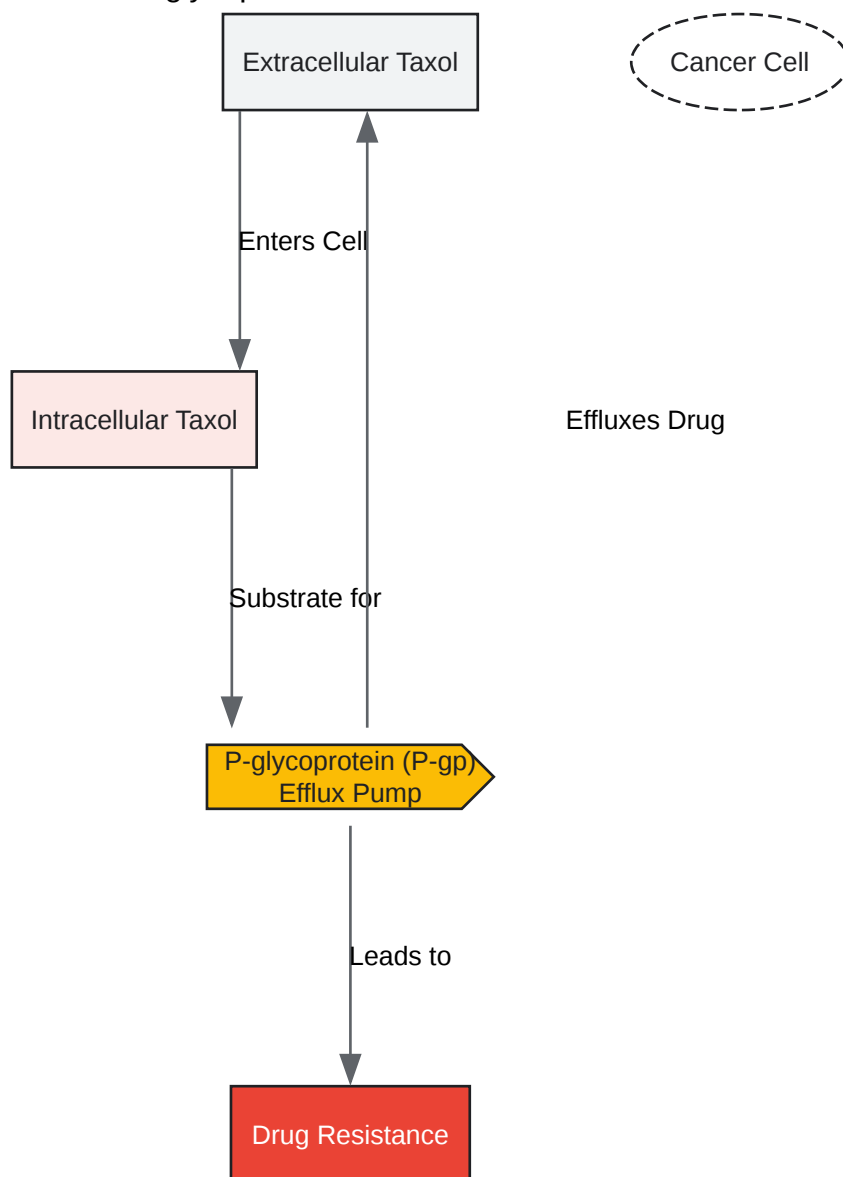 Extracellular Taxol
Cancer Cell
Enters Cell
Intracellular Taxol
Effluxes Drug
Substrate for
P-glycoprotein (P-gp)
Efflux Pump
Leads to
Drug Resistance